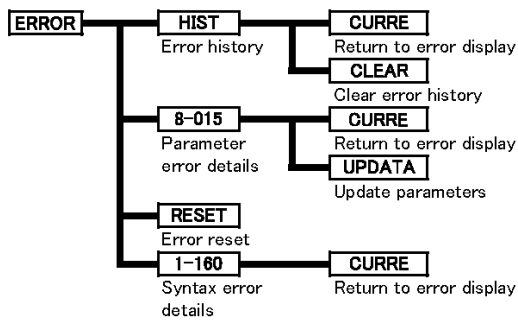 ERROR HIST CURRE
Error history Return to error display
CLEAR
Clear error history
8-015 CURRE
Parameter Return to error display
error details
UPDATA
Update parameters
RESET
Error reset
1-160 CURRE
Syntax error Return to error display
details